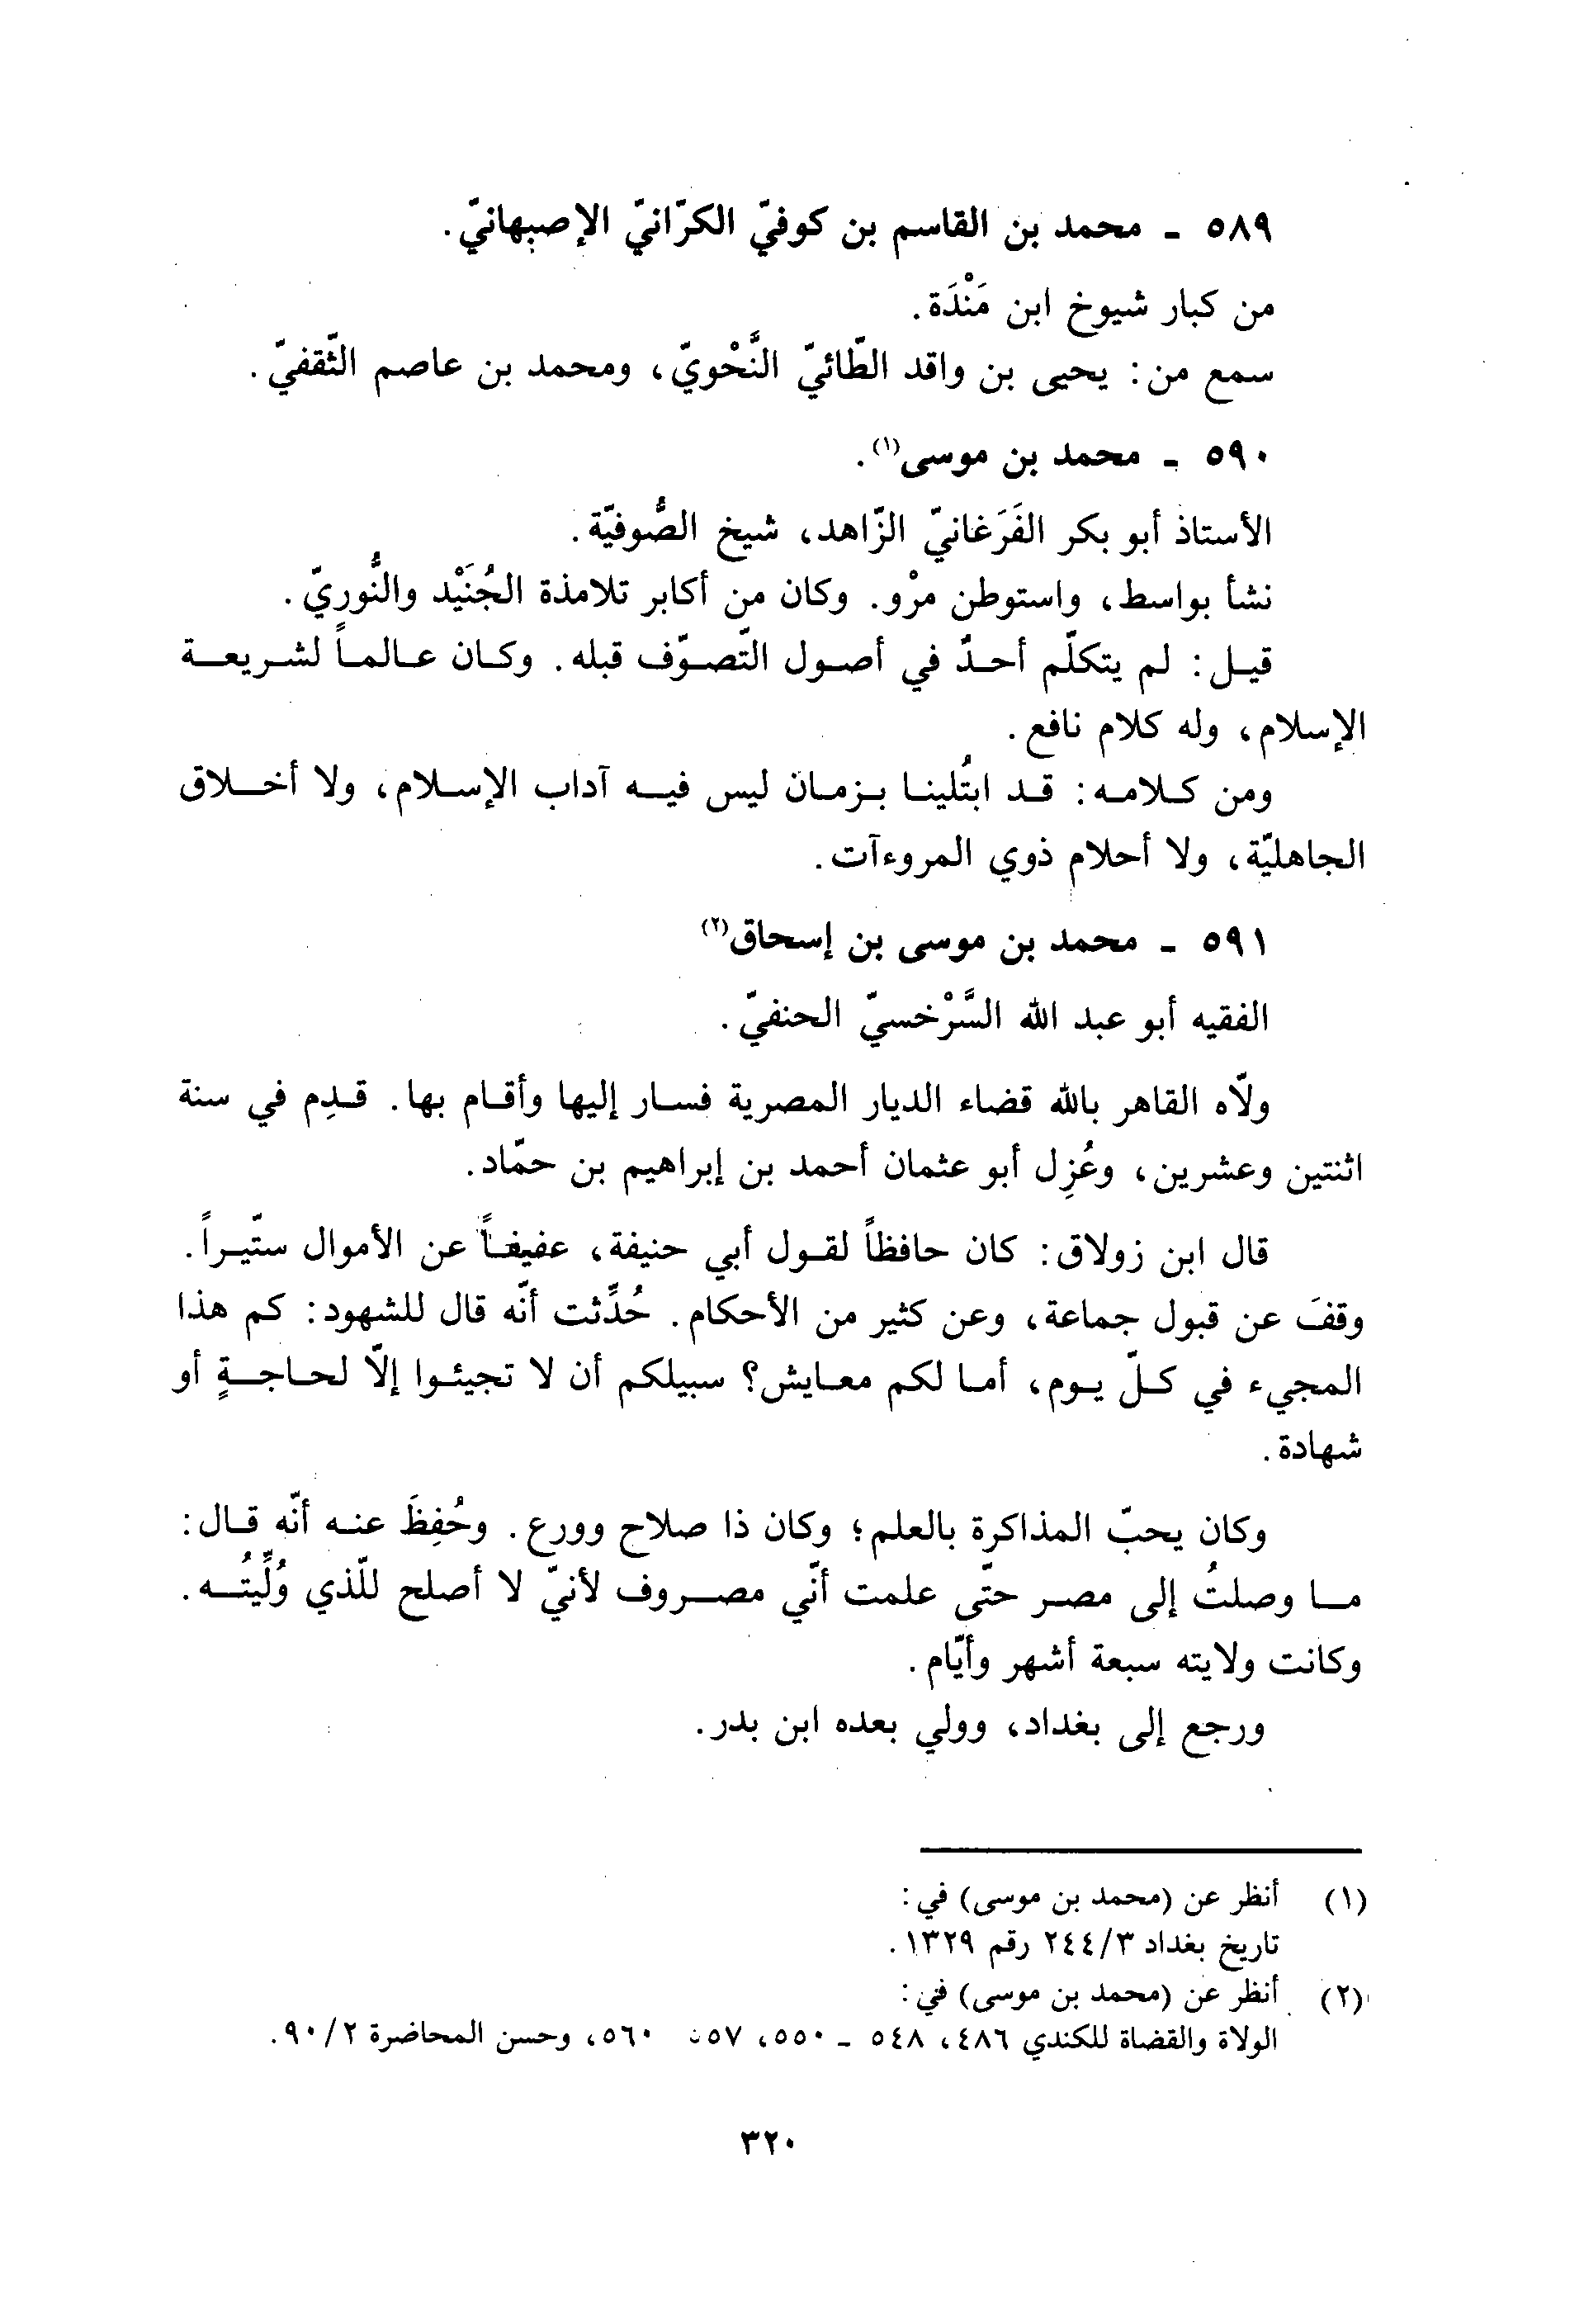 ٥٨٩ - محمد بن القاسم بن كوفيّ الكرّانيّ الإصبهانيّ.
من كبار شيوخ ابن مَنْدَة.
سمع من: يحيى بن واقد الطّائيّ النَّحْويّ، ومحمد بن عاصم الثّقفيّ.
٥٩٠ - محمد بن موسى(١).
الأستاذ أبو بكر الفَرَغانيّ الزّاهد، شيخ الصُّوفيّة.
نشأ بواسط، واستوطن مرْو. وكان من أكابر تلامذة الجُنَيْد والنُّوريّ.
قيل: لم يتكلّم أحدٌ في أصول التّصوّف قبله. وكان عالماً لشريعة
الإسلام، وله كلام نافع.
ومن كلامه: قد ابتُلينا بزمان ليس فيه آداب الإسلام، ولا أخلاق
الجاهليّة، ولا أحلام ذوي المروءآت.
٥٩١ - محمد بن موسى بن إسحاق(٢)
الفقيه أبو عبد الله السَّرْخسيّ الحنفيّ.
ولّاه القاهر بالله قضاء الديار المصرية فسار إليها وأقام بها. قدِم في سنة
اثنتين وعشرين، وعُزِل أبو عثمان أحمد بن إبراهيم بن حمّاد.
قال ابن زولاق: كان حافظاً لقول أبي حنيفة، عفيفاً عن الأموال ستّيراً.
وقفَ عن قبول جماعة، وعن كثير من الأحكام. حُدِّثت أنّه قال للشهود: كم هذا
المجيء في كلّ يوم، أما لكم معايش؟ سبيلكم أن لا تجيئوا إلّا لحاجةٍ أو
شهادة.
وكان يحبّ المذاكرة بالعلم؛ وكان ذا صلاح وورع. وحُفِظَ عنه أنّه قال:
ما وصلتُ إلى مصر حتّى علمت أنّي مصروف لأنيّ لا أصلح للّذي وُلِّيتُه.
وكانت ولايته سبعة أشهر وأيّام.
ورجع إلى بغداد، وولي بعده ابن بدر.
(١) أنظر عن (محمد بن موسى) في:
تاريخ بغداد ٢٤٤/٣ رقم ١٣٢٩.
(٢) أنظر عن (محمد بن موسى) في:
الولاة والقضاة للكندي ٤٨٦، ٥٤٨ - ٥٥٠، ٥٦٠، وحسن المحاضرة ٩٠/٢.
٣٢٠